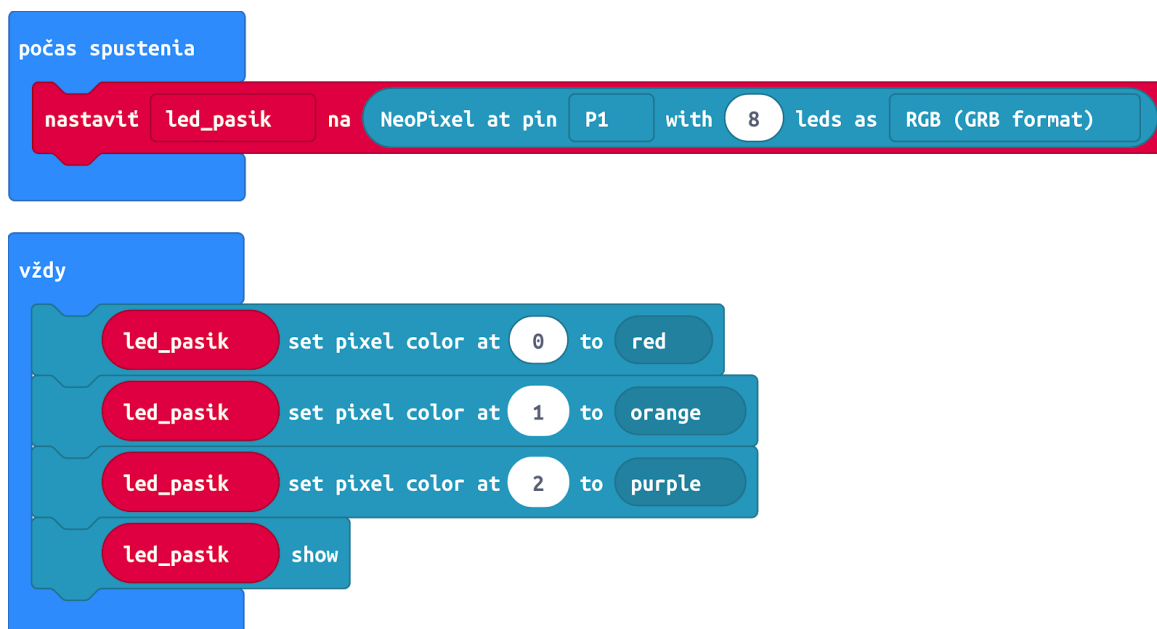 počas spustenia
nastaviť led_pasik na NeoPixel at pin P1 with 8 leds as RGB (GRB format)
vždy
led_pasik set pixel color at 0 to red
led_pasik set pixel color at 1 to orange
led_pasik set pixel color at 2 to purple
led_pasik show